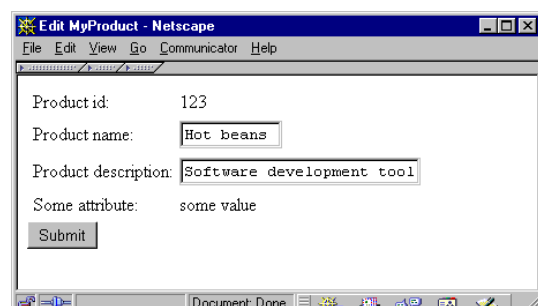 Edit MyProduct - Netscape
File Edit View Go Communicator Help
Product id: 123
Product name: Hot beans
Product description: Software development tool
Some attribute: some value
Submit
Document: Done